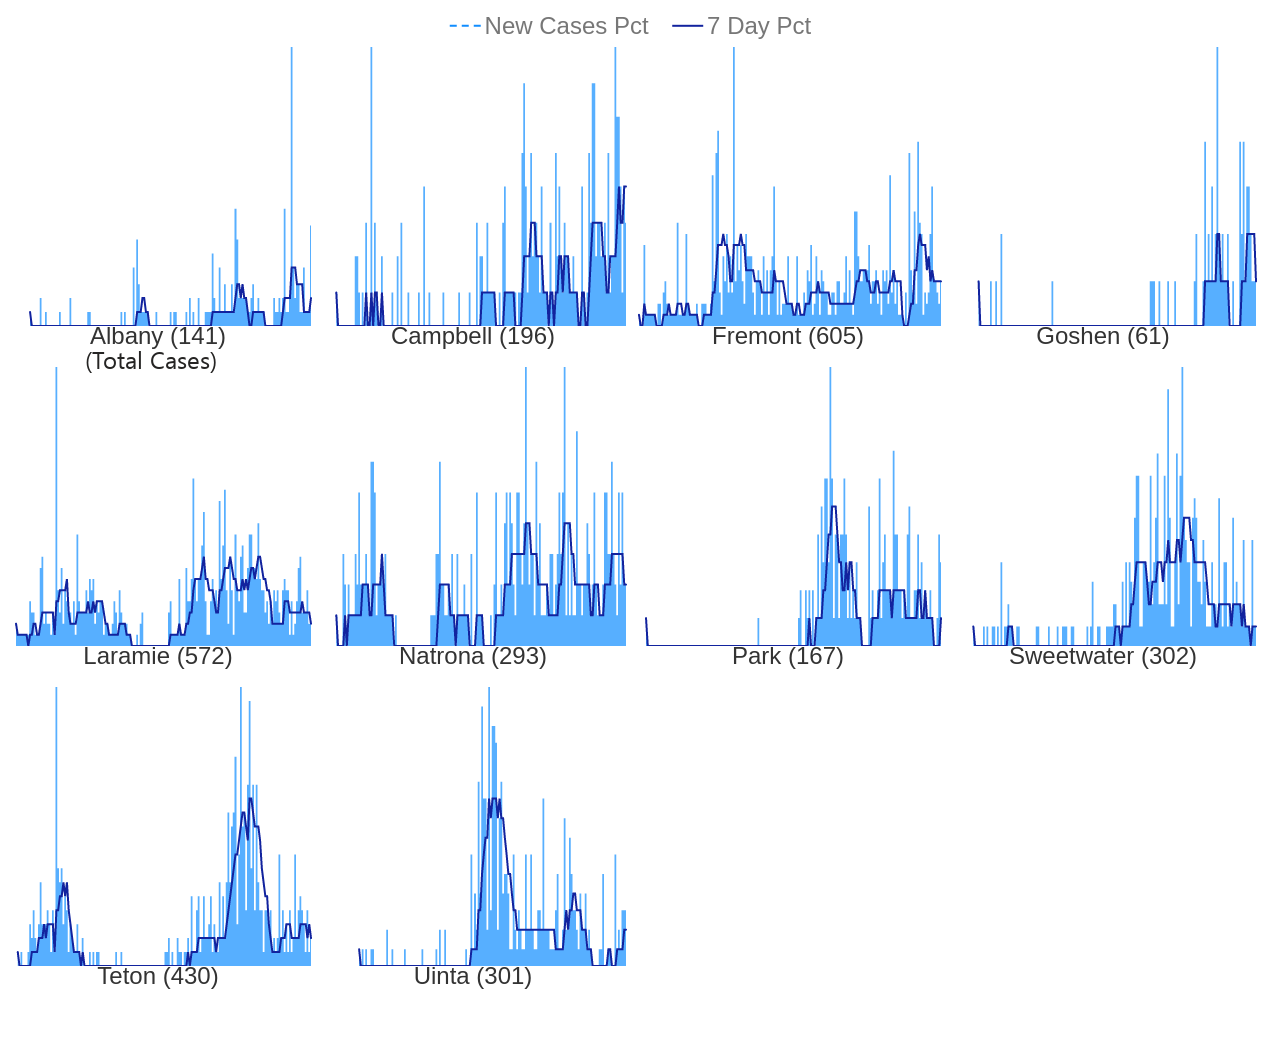 New Cases Pct 7 Day Pct
Albany (141)
(Total Cases)
Campbell (196)
Fremont (605)
Goshen (61)
Laramie (572)
Natrona (293)
Park (167)
Sweetwater (302)
Teton (430)
Uinta (301)